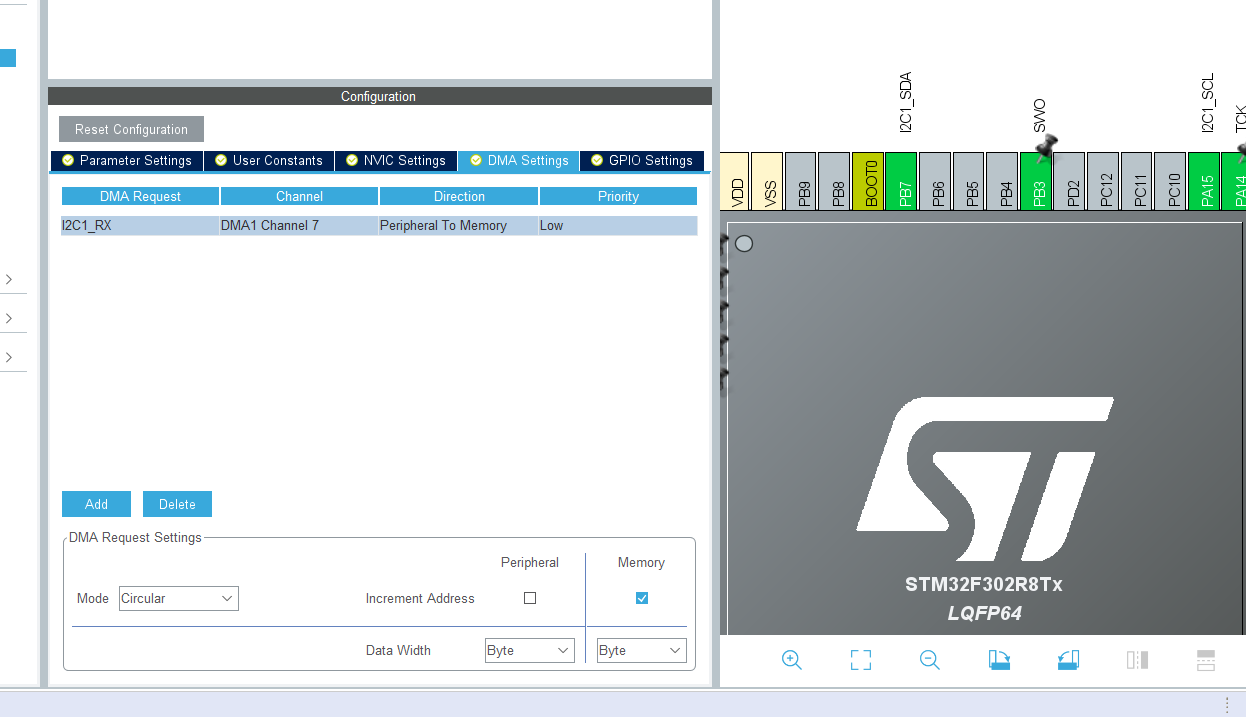 Configuration
Reset Configuration
Parameter Settings User Constants NVIC Settings DMA Settings GPIO Settings
DMA Request Channel Direction Priority
I2C1_RX DMA1 Channel 7 Peripheral To Memory Low
Add Delete
DMA Request Settings
Peripheral Memory
Mode Circular Increment Address
Data Width Byte Byte
I2C1_SDA
SWO
I2C1_SCL
TCK
VDD
VSS
PB9
PB8
BOOT0
PB7
PB6
PB5
PB4
PB3
PD2
PC12
PC11
PC10
PA15
PA14
STM32F302R8Tx
LQFP64